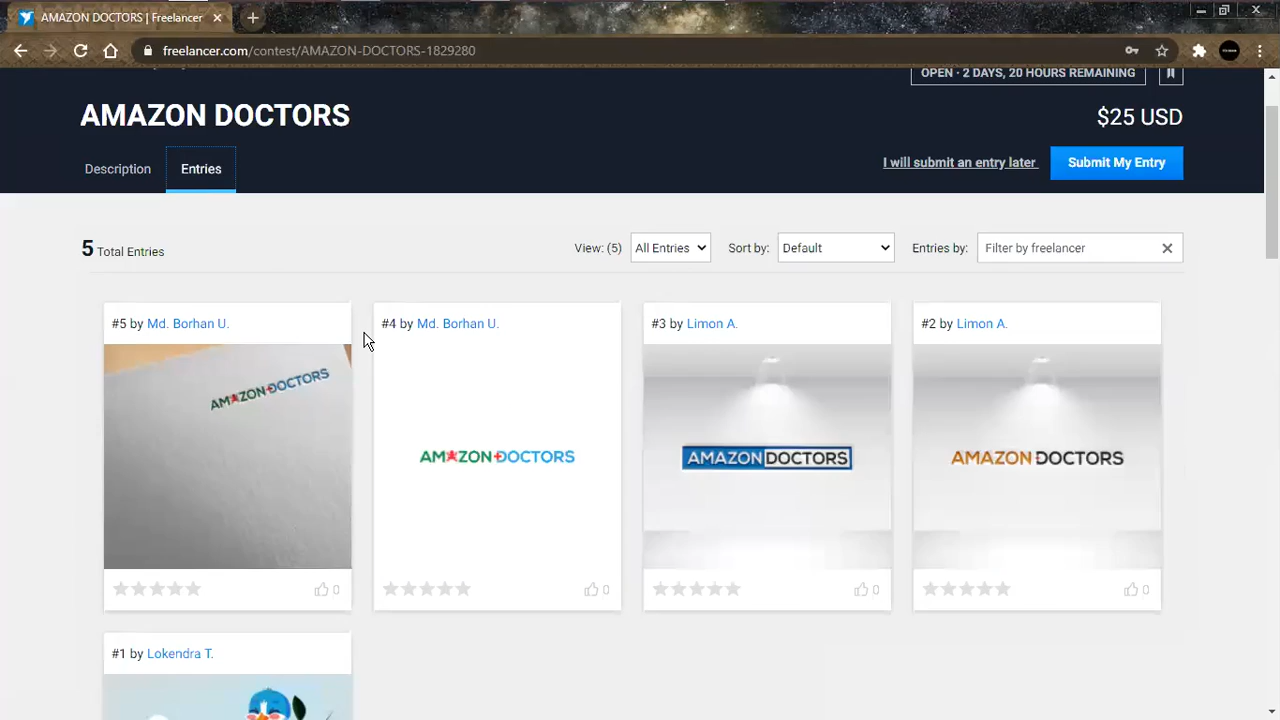 AMAZON DOCTORS | Freelancer
freelancer.com/contest/AMAZON-DOCTORS-1829280
OPEN · 2 DAYS, 20 HOURS REMAINING
AMAZON DOCTORS
$25 USD
Description
Entries
I will submit an entry later
Submit My Entry
5 Total Entries
View: (5)
All Entries
Sort by:
Default
Entries by:
Filter by freelancer
#5 by Md. Borhan U.
#4 by Md. Borhan U.
#3 by Limon A.
#2 by Limon A.
AMAZON DOCTORS
AMAZON DOCTORS
AMAZON DOCTORS
AMAZON DOCTORS
0
0
0
0
#1 by Lokendra T.